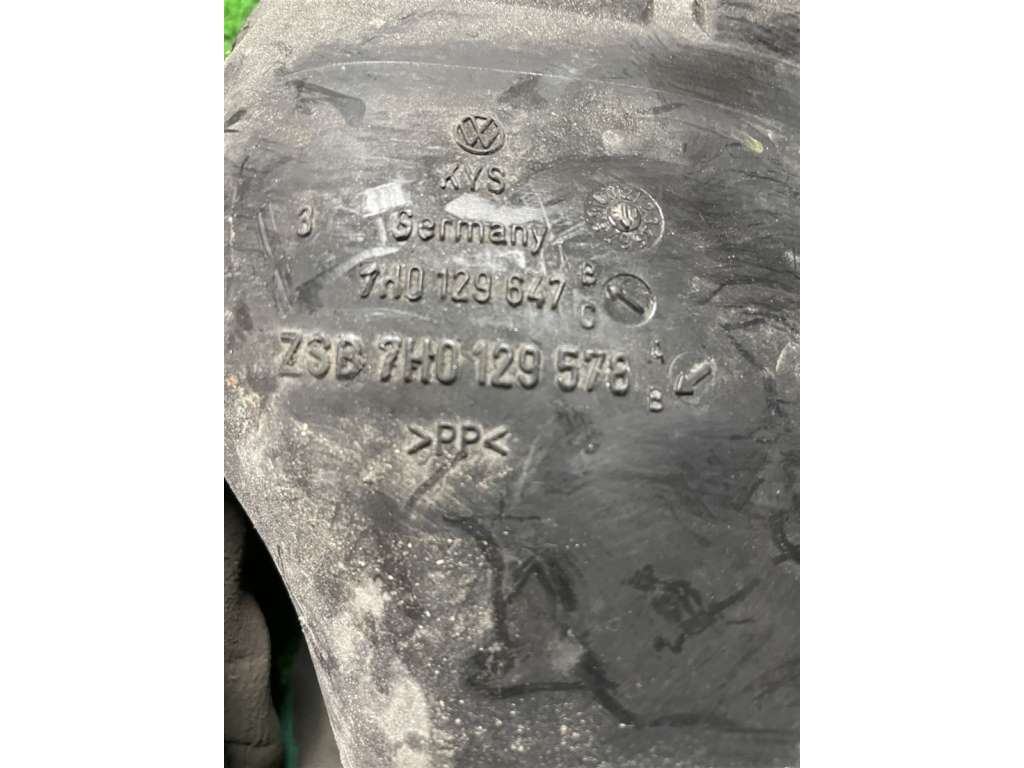 KYS
3 Germany
7H0 129 647 B C
ZSB 7H0 129 578 A B
>PP<